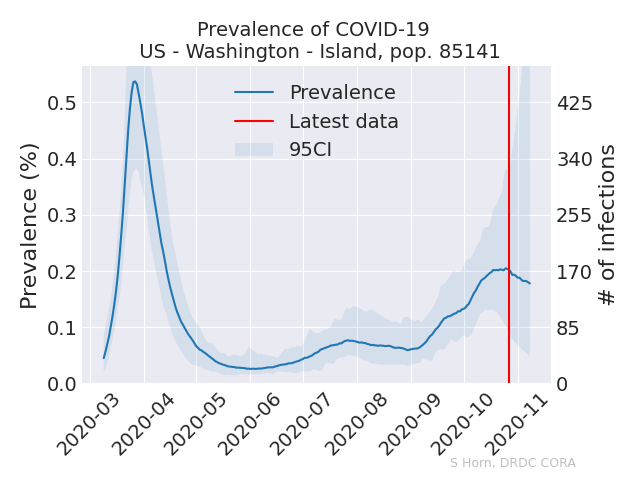 Prevalence of COVID-19
US - Washington - Island, pop. 85141
Prevalence
Latest data
95CI
Prevalence (%)
0.5
0.4
0.3
0.2
0.1
0.0
# of infections
425
340
255
170
85
0
2020-03
2020-04
2020-05
2020-06
2020-07
2020-08
2020-09
2020-10
2020-11
S Horn, DRDC CORA